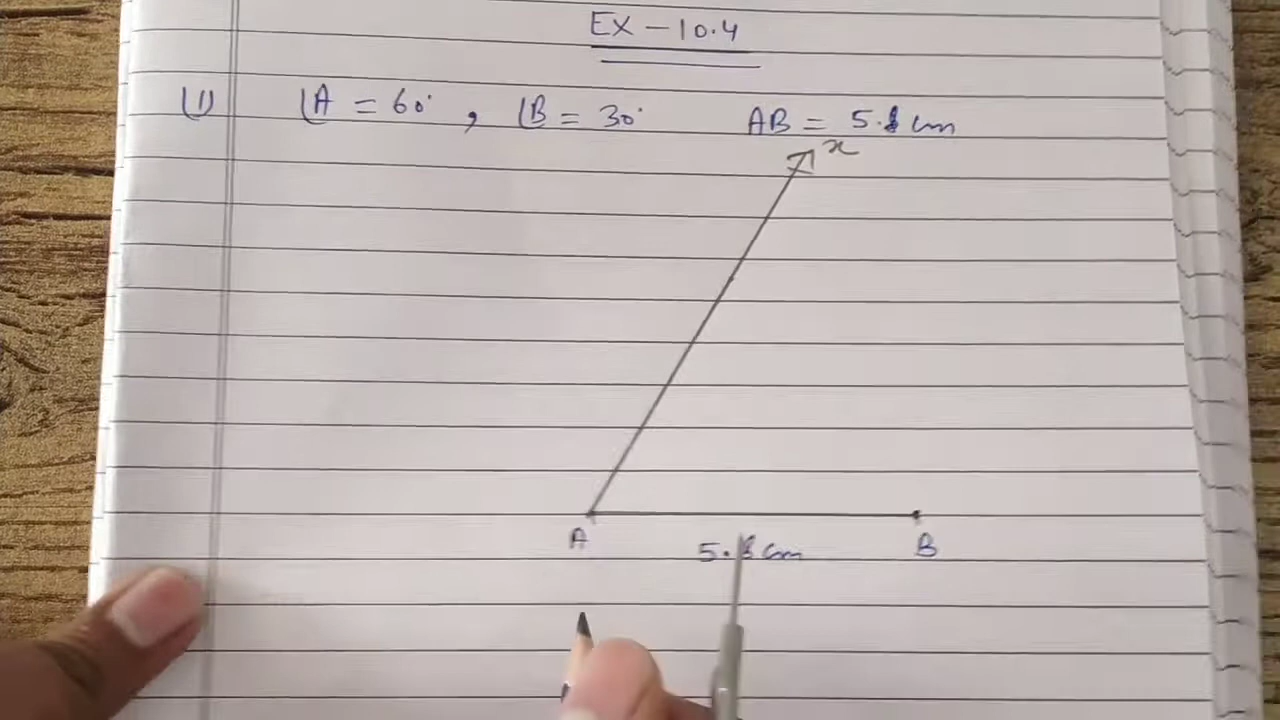 EX - 10.4
(1) ∠A = 60° , ∠B = 30° AB = 5.8 cm
x
A B
5.8 cm